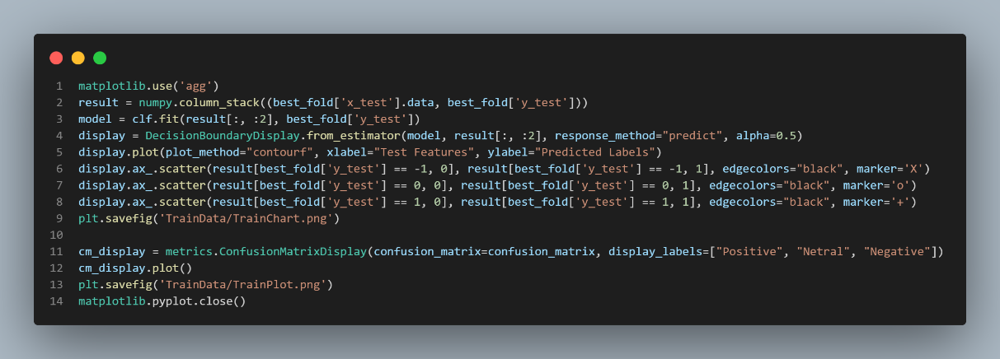 1 matplotlib.use('agg')
2 result = numpy.column_stack((best_fold['x_test'].data, best_fold['y_test']))
3 model = clf.fit(result[:, :2], best_fold['y_test'])
4 display = DecisionBoundaryDisplay.from_estimator(model, result[:, :2], response_method="predict", alpha=0.5)
5 display.plot(plot_method="contourf", xlabel="Test Features", ylabel="Predicted Labels")
6 display.ax_.scatter(result[best_fold['y_test'] == -1, 0], result[best_fold['y_test'] == -1, 1], edgecolors="black", marker='X')
7 display.ax_.scatter(result[best_fold['y_test'] == 0, 0], result[best_fold['y_test'] == 0, 1], edgecolors="black", marker='o')
8 display.ax_.scatter(result[best_fold['y_test'] == 1, 0], result[best_fold['y_test'] == 1, 1], edgecolors="black", marker='+')
9 plt.savefig('TrainData/TrainChart.png')
10
11 cm_display = metrics.ConfusionMatrixDisplay(confusion_matrix=confusion_matrix, display_labels=["Positive", "Netral", "Negative"])
12 cm_display.plot()
13 plt.savefig('TrainData/TrainPlot.png')
14 matplotlib.pyplot.close()